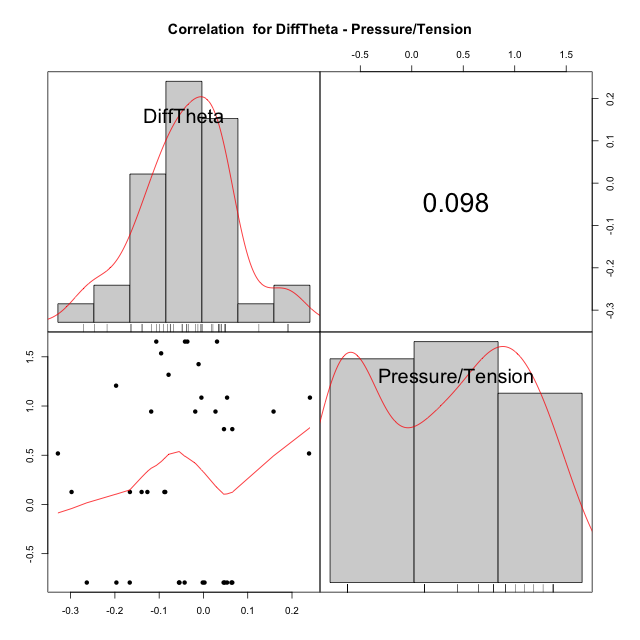 Correlation  for DiffTheta - Pressure/Tension
-0.5 0.0 0.5 1.0 1.5
DiffTheta
0.098
0.2
0.1
0.0
-0.1
-0.2
-0.3
1.5
1.0
0.5
0.0
-0.5
Pressure/Tension
-0.3 -0.2 -0.1 0.0 0.1 0.2